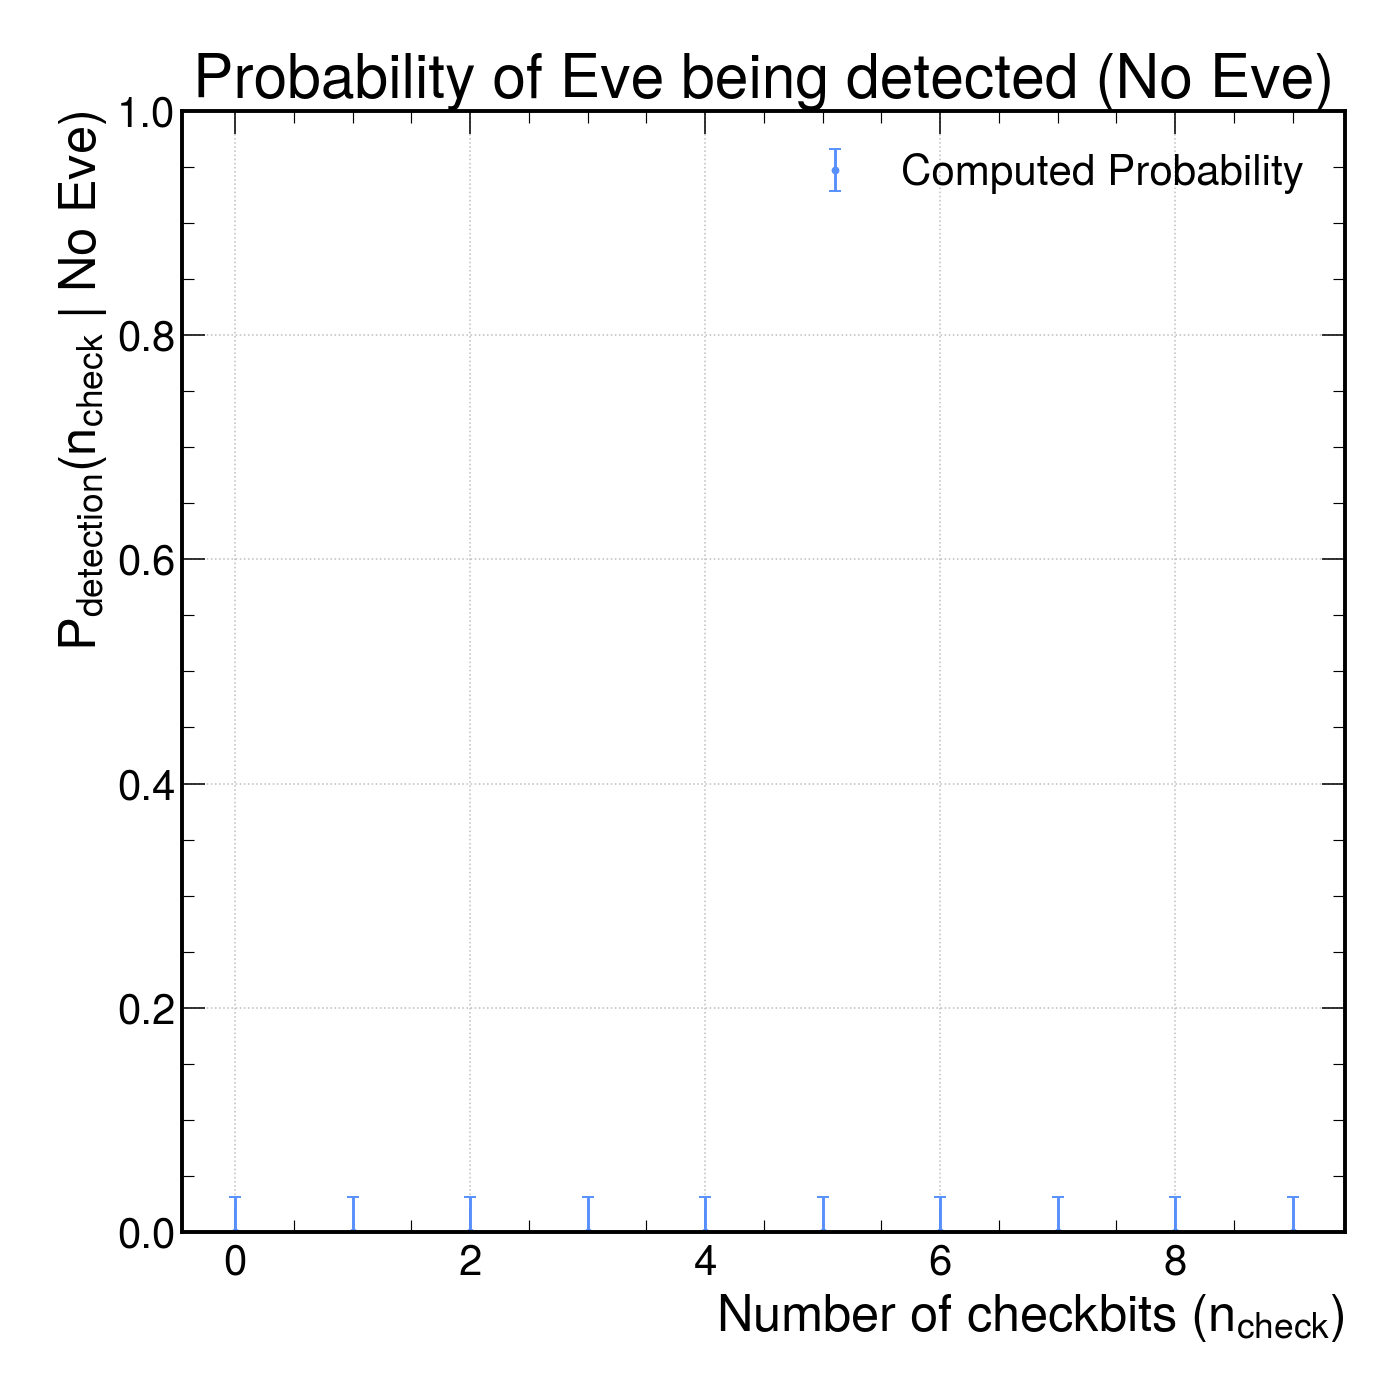 Probability of Eve being detected (No Eve)
P_detection(n_check | No Eve)
Computed Probability
1.0
0.8
0.6
0.4
0.2
0.0
0 2 4 6 8
Number of checkbits (n_check)